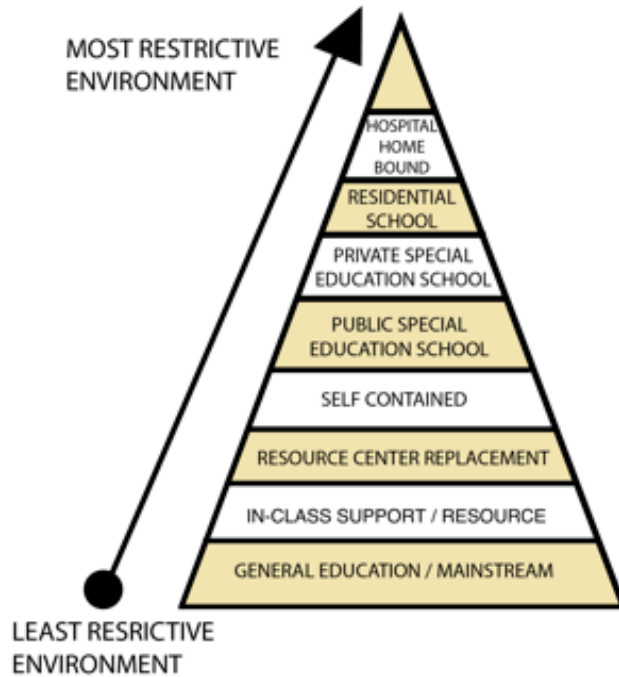 MOST RESTRICTIVE
ENVIRONMENT
HOSPITAL
HOME
BOUND
RESIDENTIAL
SCHOOL
PRIVATE SPECIAL
EDUCATION SCHOOL
PUBLIC SPECIAL
EDUCATION SCHOOL
SELF CONTAINED
RESOURCE CENTER REPLACEMENT
IN-CLASS SUPPORT / RESOURCE
GENERAL EDUCATION / MAINSTREAM
LEAST RESRICTIVE
ENVIRONMENT